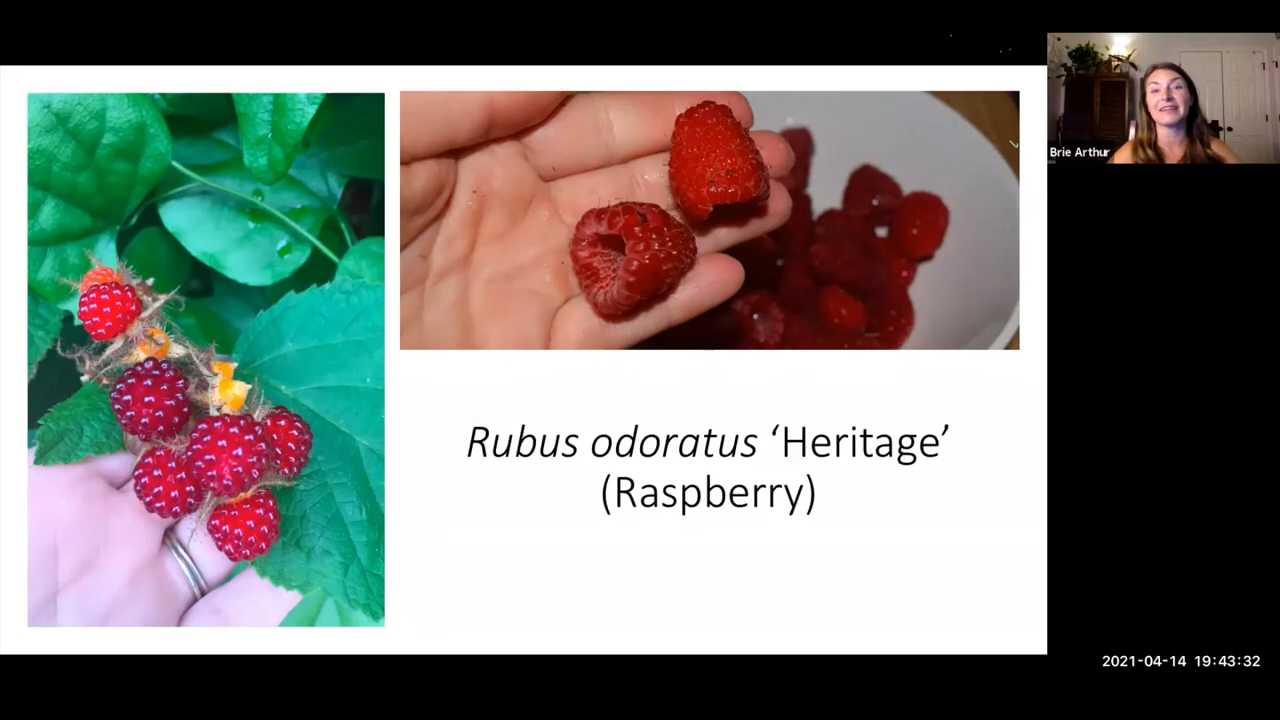 Brie Arthur
Rubus odoratus ‘Heritage’
(Raspberry)
2021-04-14 19:43:32